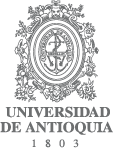 UNIVERSIDAD
DE ANTIOQUIA
1 8 0 3